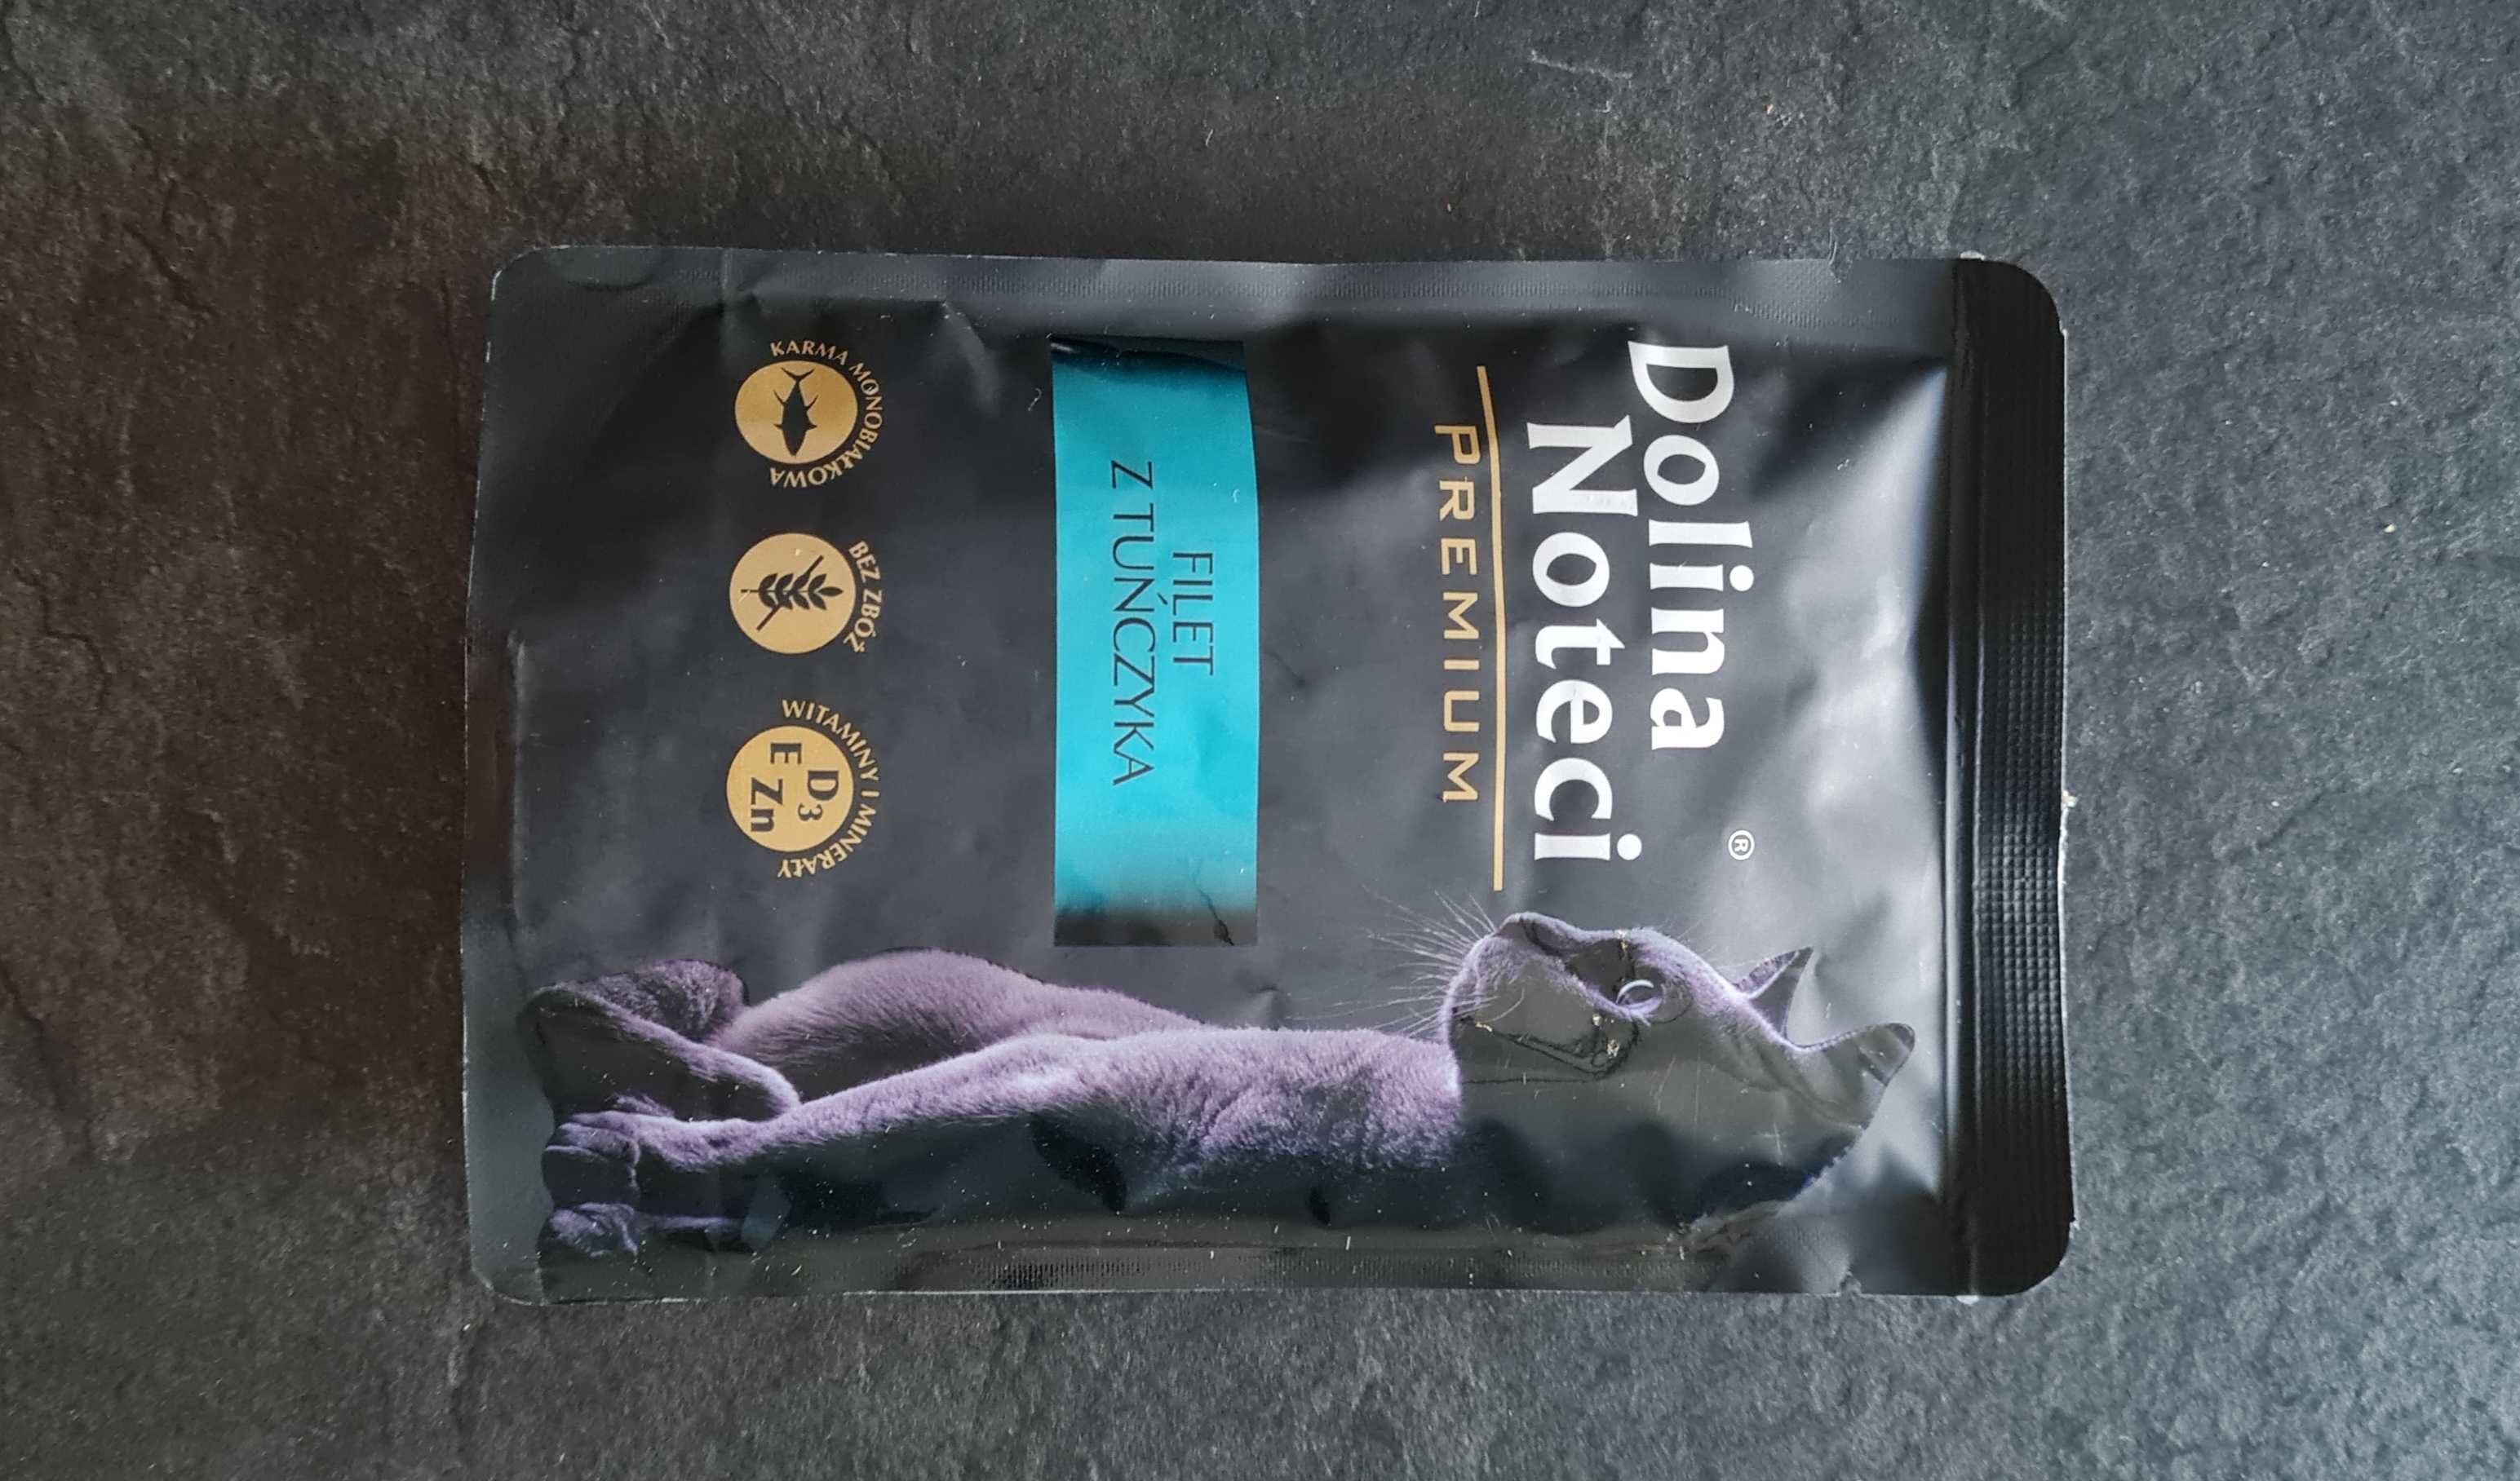 Dolina
Noteci
®
PREMIUM
FILET
Z TUŃCZYKA
KARMA MONOBIAŁKOWA
BEZ ZBÓŻ
WITAMINY I MINERAŁY
D3
E Zn